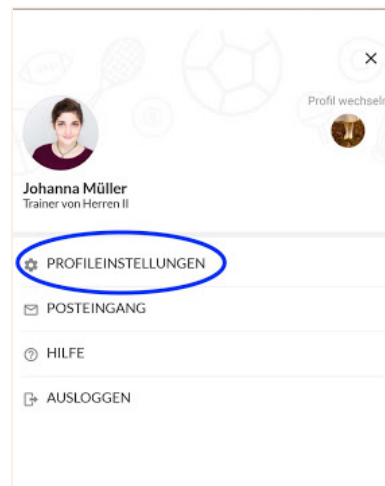 Profil wechseln
Johanna Müller
Trainer von Herren II
PROFILEINSTELLUNGEN
POSTEINGANG
HILFE
AUSLOGGEN